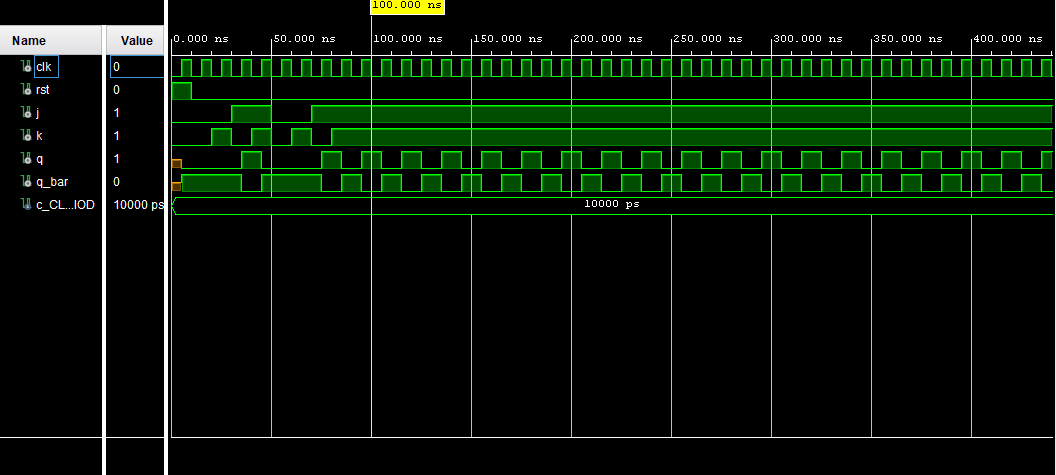 100.000 ns
Name Value
0.000 ns 50.000 ns 100.000 ns 150.000 ns 200.000 ns 250.000 ns 300.000 ns 350.000 ns 400.000 ns
clk 0
rst 0
j 1
k 1
q 1
q_bar 0
c_CL...IOD 10000 ps 10000 ps